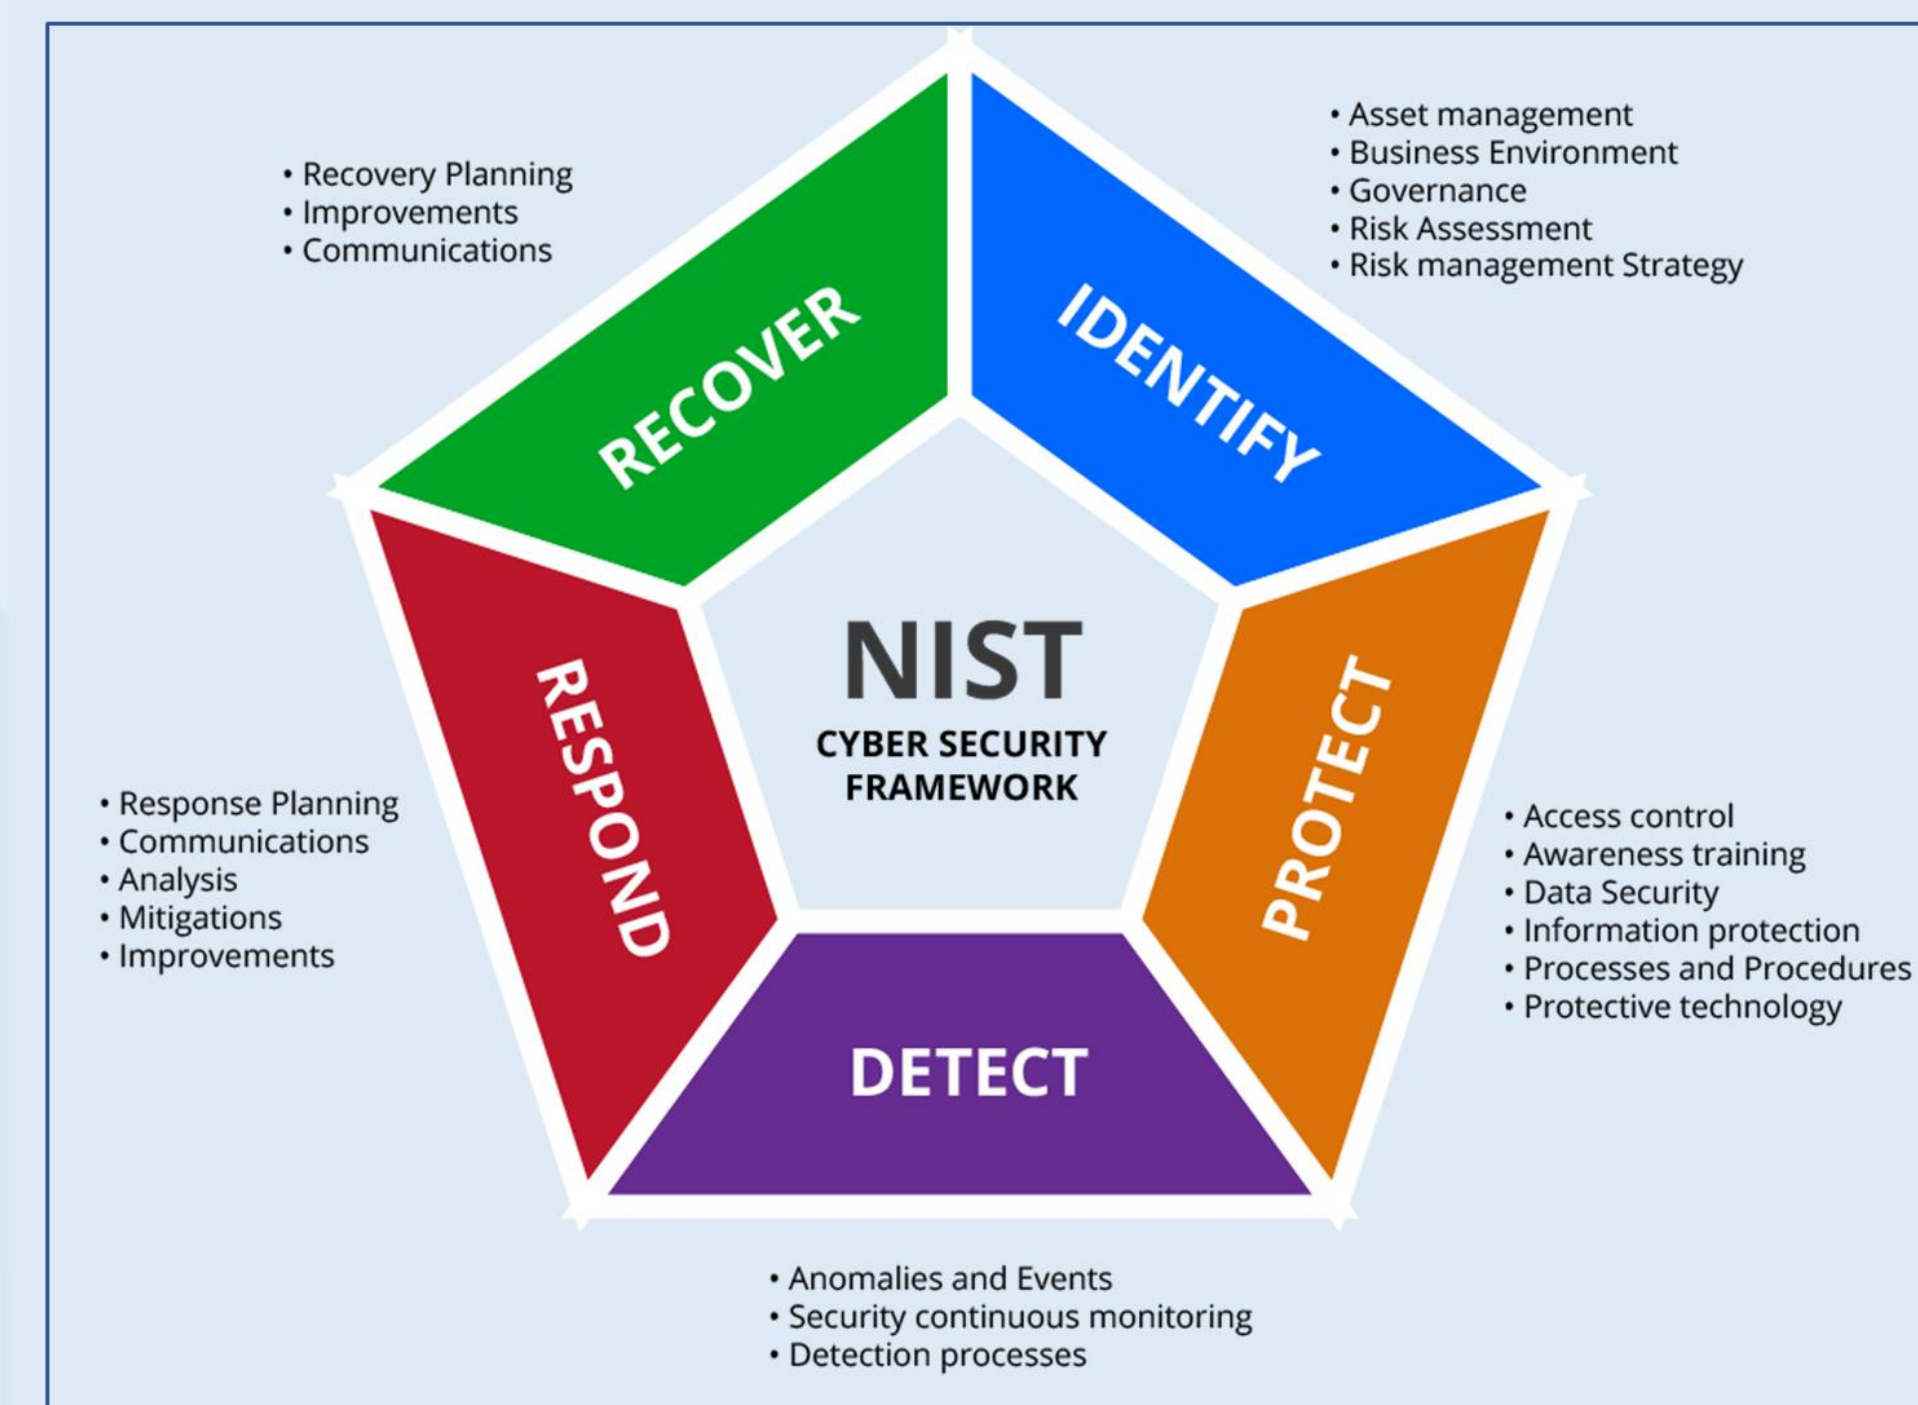 • Recovery Planning
• Improvements
• Communications
• Asset management
• Business Environment
• Governance
• Risk Assessment
• Risk management Strategy
RECOVER
IDENTIFY
NIST
CYBER SECURITY
FRAMEWORK
RESPOND
PROTECT
• Response Planning
• Communications
• Analysis
• Mitigations
• Improvements
• Access control
• Awareness training
• Data Security
• Information protection
• Processes and Procedures
• Protective technology
DETECT
• Anomalies and Events
• Security continuous monitoring
• Detection processes